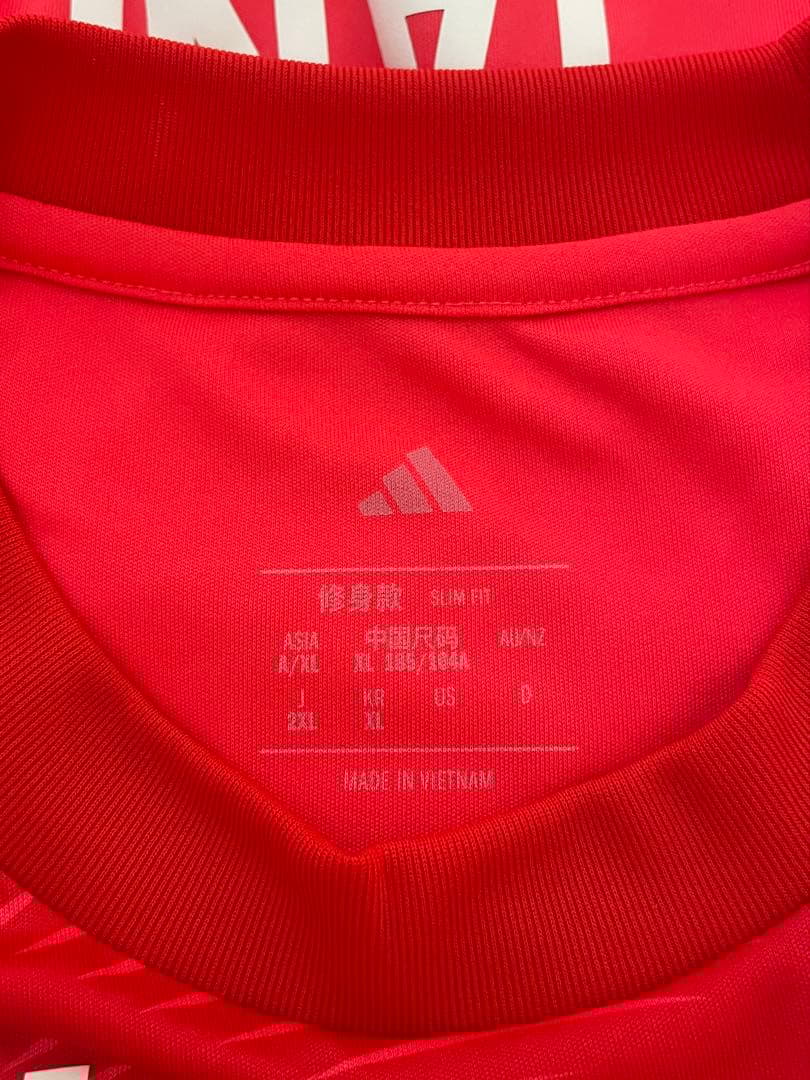 修身款 SLIM FIT
ASIA 中国尺码 AU/NZ
A/XL XL 185/104A
J KR US D
2XL XL
MADE IN VIETNAM